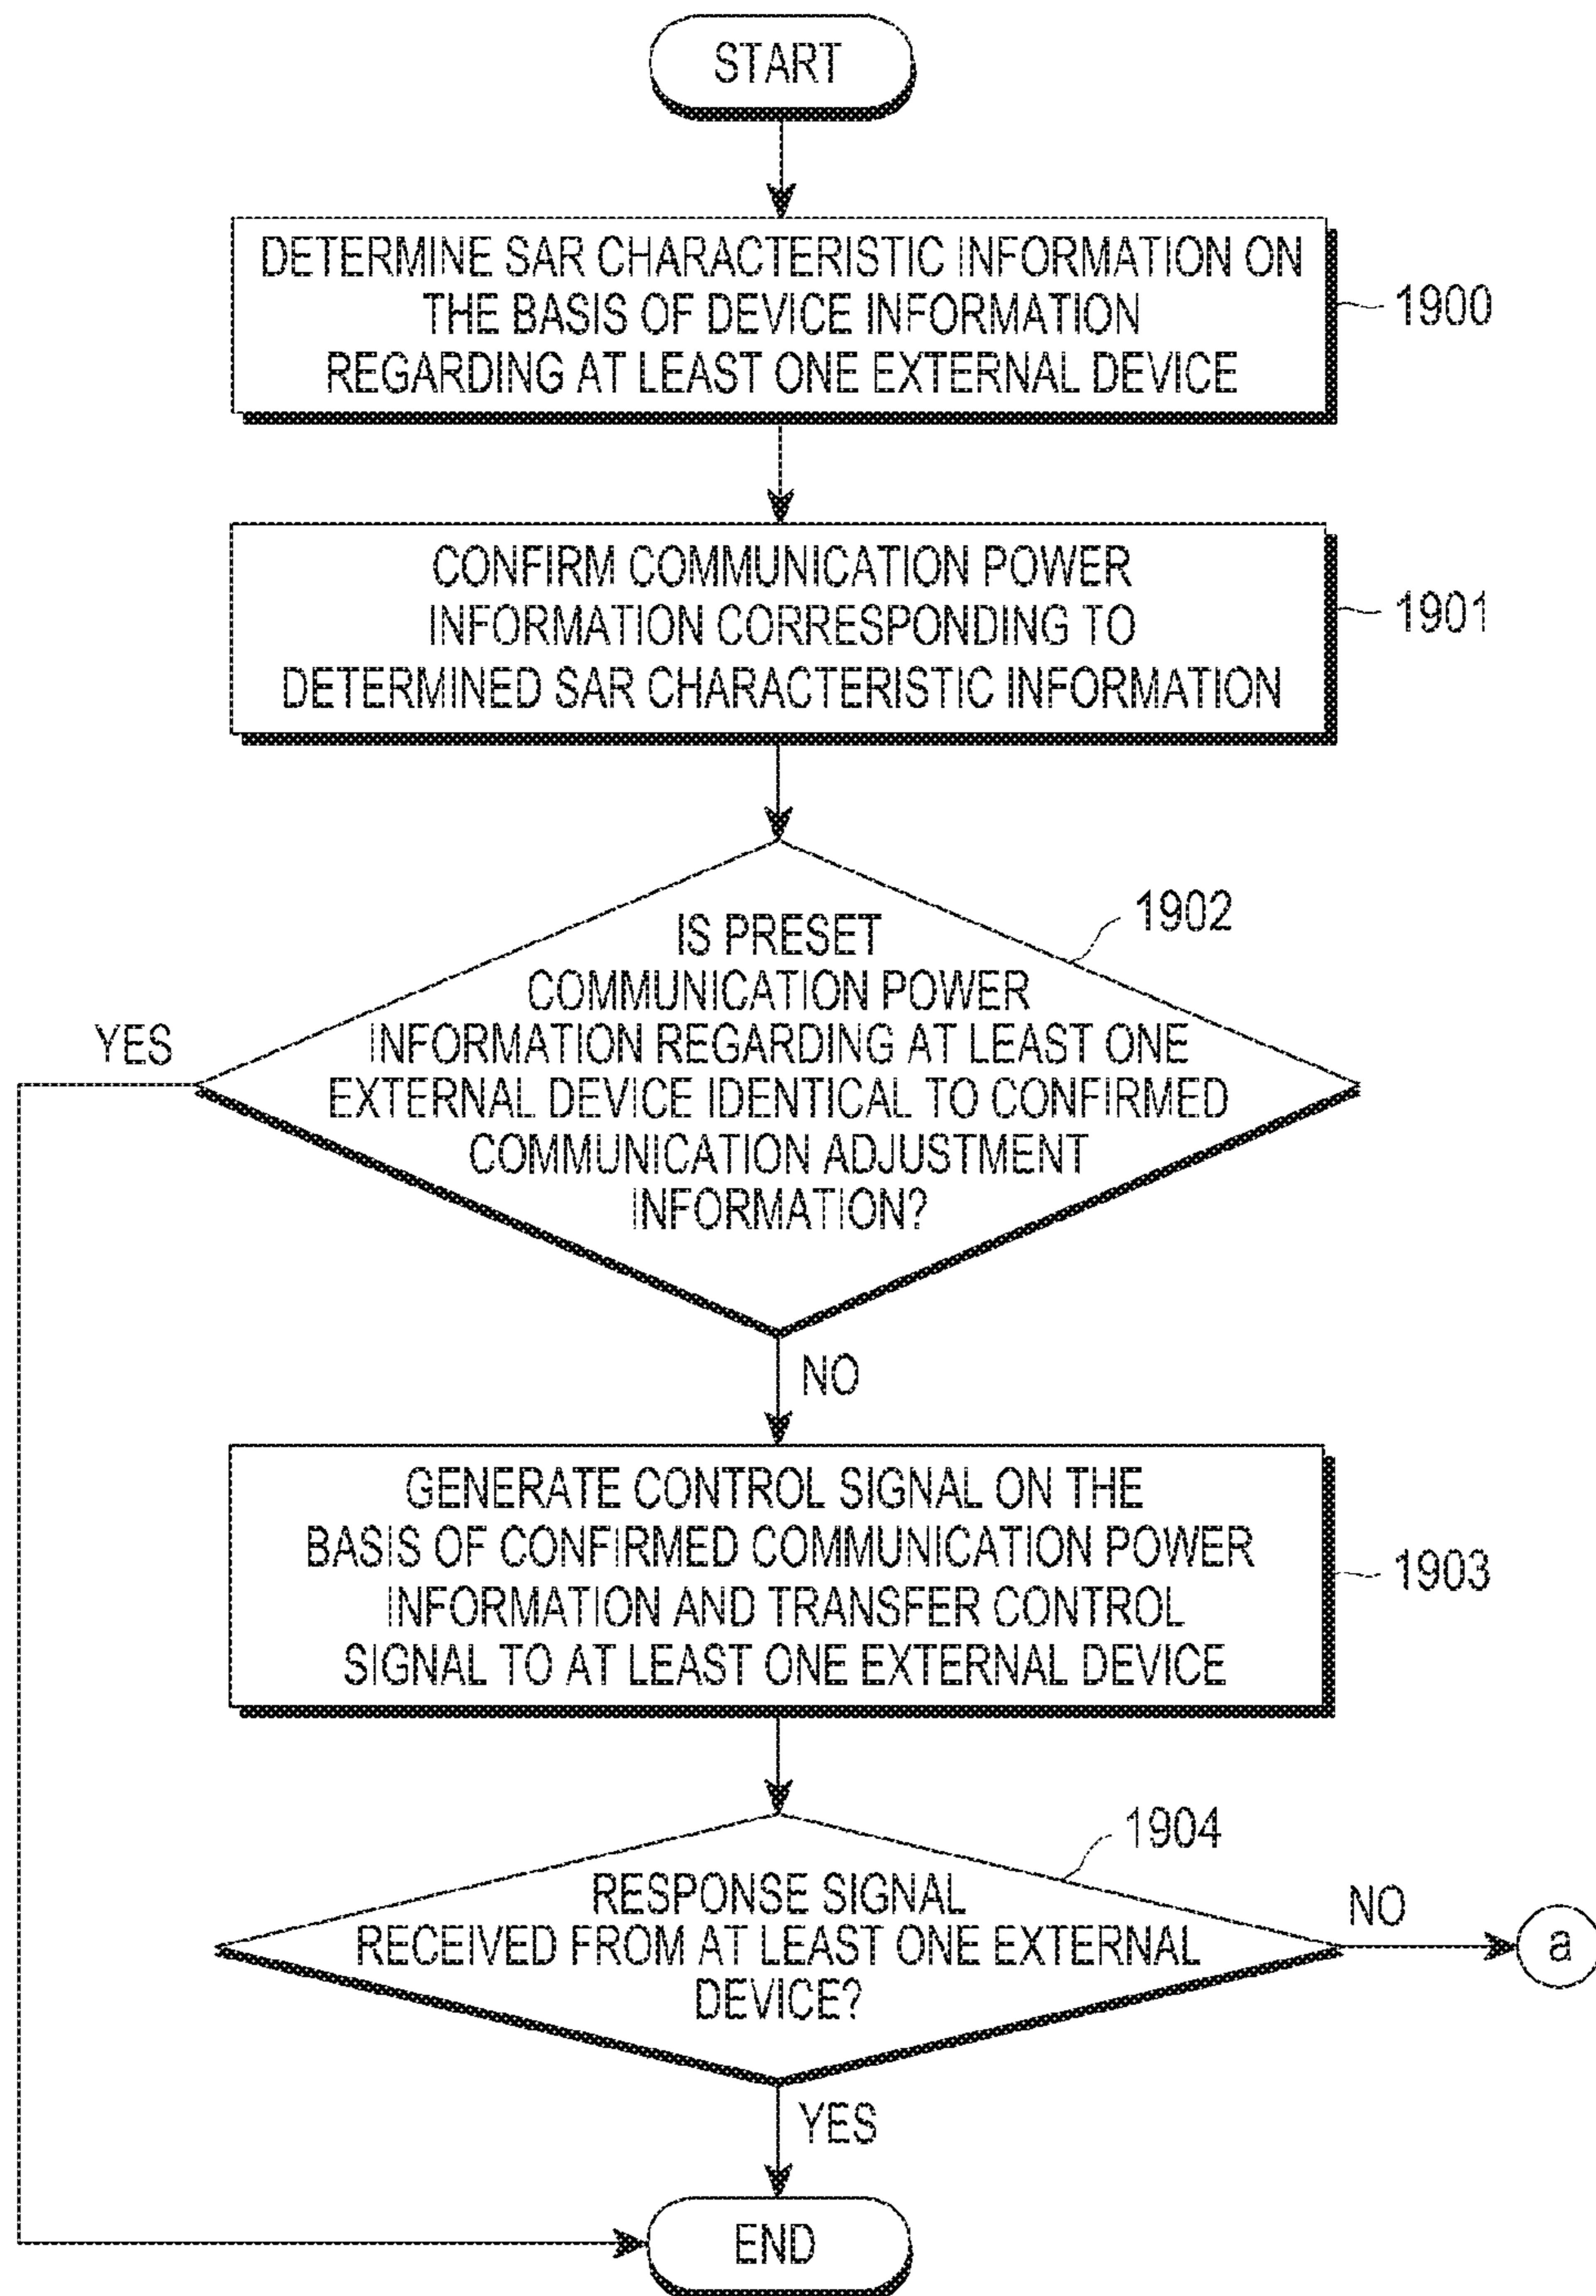 START
DETERMINE SAR CHARACTERISTIC INFORMATION ON
THE BASIS OF DEVICE INFORMATION
REGARDING AT LEAST ONE EXTERNAL DEVICE
1900
CONFIRM COMMUNICATION POWER
INFORMATION CORRESPONDING TO
DETERMINED SAR CHARACTERISTIC INFORMATION
1901
1902
IS PRESET
COMMUNICATION POWER
INFORMATION REGARDING AT LEAST ONE
EXTERNAL DEVICE IDENTICAL TO CONFIRMED
COMMUNICATION ADJUSTMENT
INFORMATION?
YES
NO
GENERATE CONTROL SIGNAL ON THE
BASIS OF CONFIRMED COMMUNICATION POWER
INFORMATION AND TRANSFER CONTROL
SIGNAL TO AT LEAST ONE EXTERNAL DEVICE
1903
1904
RESPONSE SIGNAL
RECEIVED FROM AT LEAST ONE EXTERNAL
DEVICE?
NO
a
YES
END